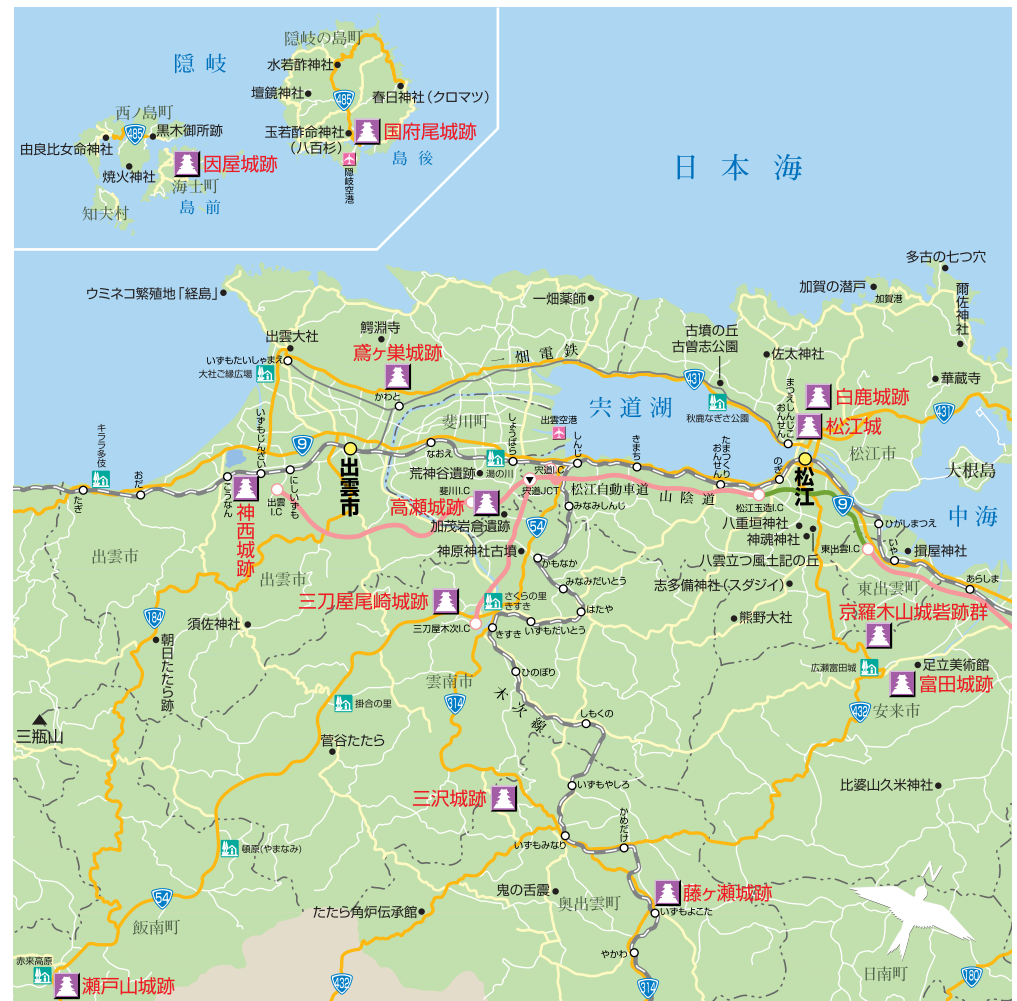 隠岐
隠岐の島町
水若酢神社
壇鏡神社
485
春日神社(クロマツ)
玉若酢命神社
(八百杉)
国府尾城跡
島後
隠岐空港
西ノ島町
485
黒木御所跡
由良比女命神社
因屋城跡
焼火神社
海士町
島前
知夫村
日本海
多古の七つ穴
加賀の潜戸
加賀港
爾佐神社
ウミネコ繁殖地「経島」
一畑薬師
出雲大社
鰐淵寺
鳶ヶ巣城跡
いずもたいしゃまえ
大社ご縁広場
かわと
一畑電鉄
古墳の丘
古曽志公園
佐太神社
431
秋鹿なぎさ公園
まつえしんじこ
おんせん
華蔵寺
白鹿城跡
431
松江城
松江市
宍道湖
斐川町
出雲空港
しょうばら
しんじ
きまち
たまつくり
おんせん
のぎ
松江
大根島
中海
キララ多伎
たぎ
おだ
いずもじんざい
こうなん
にしいずも
9
出雲市
なおえ
荒神谷遺跡
湯の川
宍道I.C
宍道JCT
松江自動車道
山陰道
松江玉造I.C
9
出雲
I.C
神西城跡
斐川I.C
高瀬城跡
加茂岩倉遺跡
54
みなみしんじ
八重垣神社
神魂神社
八雲立つ風土記の丘
東出雲I.C
ひがしまつえ
いや
揖屋神社
あらしま
出雲市
出雲市
神原神社古墳
かもなか
みなみだいとう
はたや
いずもだいとう
志多備神社(スダジイ)
東出雲町
熊野大社
京羅木山城砦跡群
三刀屋尾崎城跡
さくらの里
きすき
三刀屋木次I.C
きすき
184
須佐神社
朝日たたら跡
広瀬富田城
足立美術館
富田城跡
432
安来市
雲南市
314
ひのぼり
木次線
しもくの
掛合の里
菅谷たたら
三瓶山
三沢城跡
いずもやしろ
かめだけ
比婆山久米神社
いずもみなり
頓原(やまなみ)
54
飯南町
鬼の舌震
奥出雲町
たたら角炉伝承館
藤ヶ瀬城跡
いずもよこた
やかわ
N
赤来高原
瀬戸山城跡
432
314
日南町
180